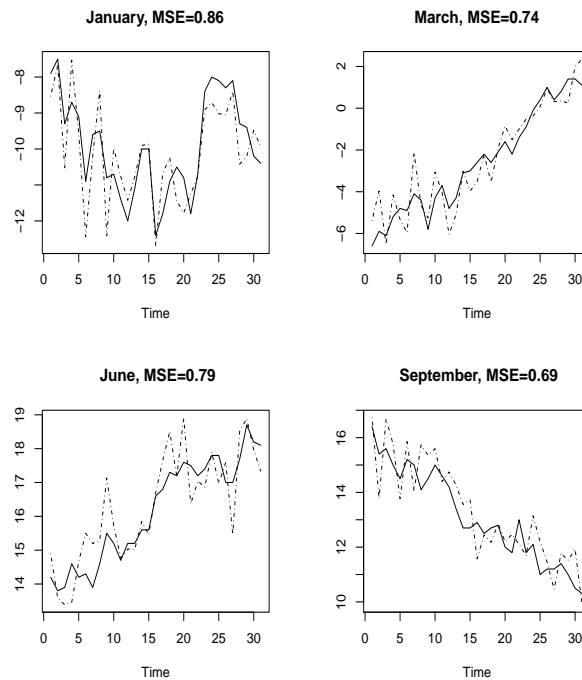 January, MSE=0.86
−8
−9
−10
−12
0 5 10 15 20 25 30
Time
March, MSE=0.74
2
0
−2
−4
−6
0 5 10 15 20 25 30
Time
June, MSE=0.79
19
18
17
16
15
14
0 5 10 15 20 25 30
Time
September, MSE=0.69
16
14
12
10
0 5 10 15 20 25 30
Time